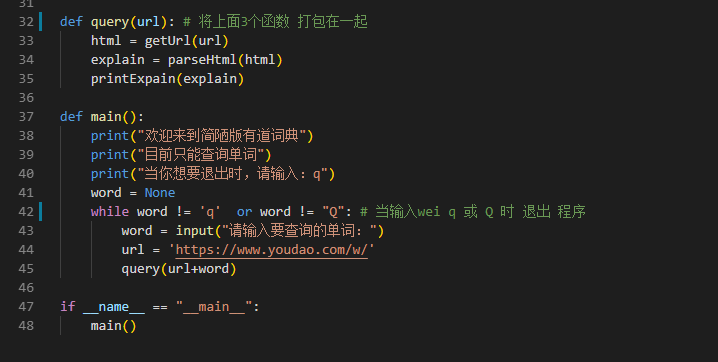 31
32 def query(url): # 将上面3个函数 打包在一起
33     html = getUrl(url)
34     explain = parseHtml(html)
35     printExpain(explain)
36
37 def main():
38     print("欢迎来到简陋版有道词典")
39     print("目前只能查询单词")
40     print("当你想要退出时，请输入：q")
41     word = None
42     while word != 'q'  or word != "Q": # 当输入wei q 或 Q 时 退出 程序
43         word = input("请输入要查询的单词：")
44         url = 'https://www.youdao.com/w/'
45         query(url+word)
46
47 if __name__ == "__main__":
48     main()